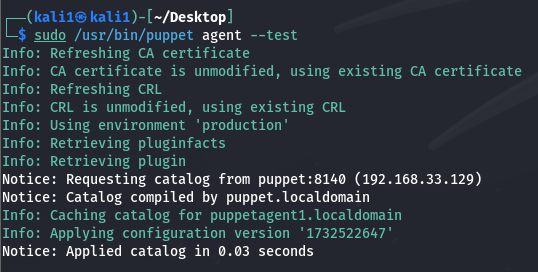 ┌──(kali1㉿kali1)-[~/Desktop]
└─$ sudo /usr/bin/puppet agent --test
Info: Refreshing CA certificate
Info: CA certificate is unmodified, using existing CA certificate
Info: Refreshing CRL
Info: CRL is unmodified, using existing CRL
Info: Using environment 'production'
Info: Retrieving pluginfacts
Info: Retrieving plugin
Notice: Requesting catalog from puppet:8140 (192.168.33.129)
Notice: Catalog compiled by puppet.localdomain
Info: Caching catalog for puppetagent1.localdomain
Info: Applying configuration version '1732522647'
Notice: Applied catalog in 0.03 seconds